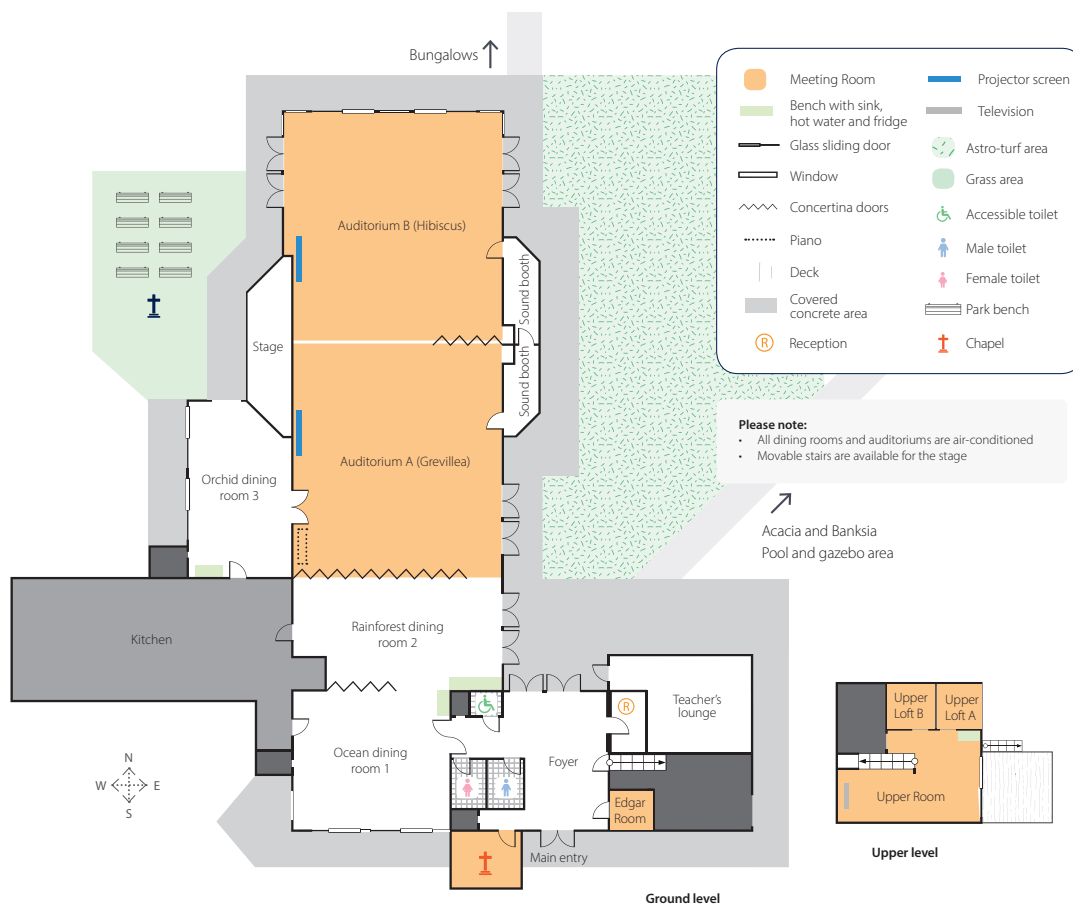 Bungalows
Meeting Room
Bench with sink,
hot water and fridge
Glass sliding door
Window
Concertina doors
Piano
Deck
Covered
concrete area
R
Reception
Projector screen
Television
Astro-turf area
Grass area
Accessible toilet
Male toilet
Female toilet
Park bench
Chapel
Please note:
• All dining rooms and auditoriums are air-conditioned
• Movable stairs are available for the stage
Acacia and Banksia
Pool and gazebo area
Auditorium B (Hibiscus)
Sound booth
Stage
Sound booth
Auditorium A (Grevillea)
Orchid dining
room 3
Kitchen
Rainforest dining
room 2
Teacher's
lounge
R
Ocean dining
room 1
Foyer
Edgar
Room
Main entry
N
W
E
S
Upper
Loft B
Upper
Loft A
Upper Room
Upper level
Ground level